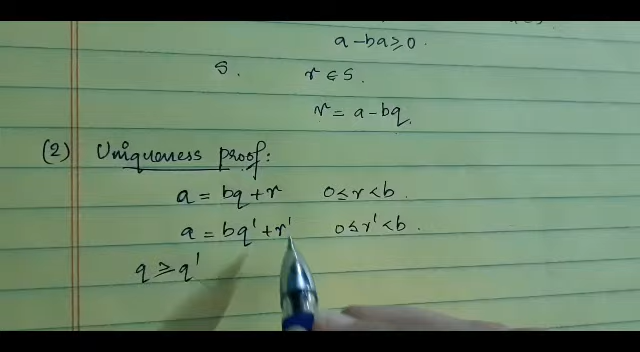 a - ba ≥ 0.
S. r ∈ S.
r = a - bq.
(2) Uniqueness proof:
a = bq + r 0 ≤ r < b.
a = bq' + r' 0 ≤ r' < b.
q ≥ q'